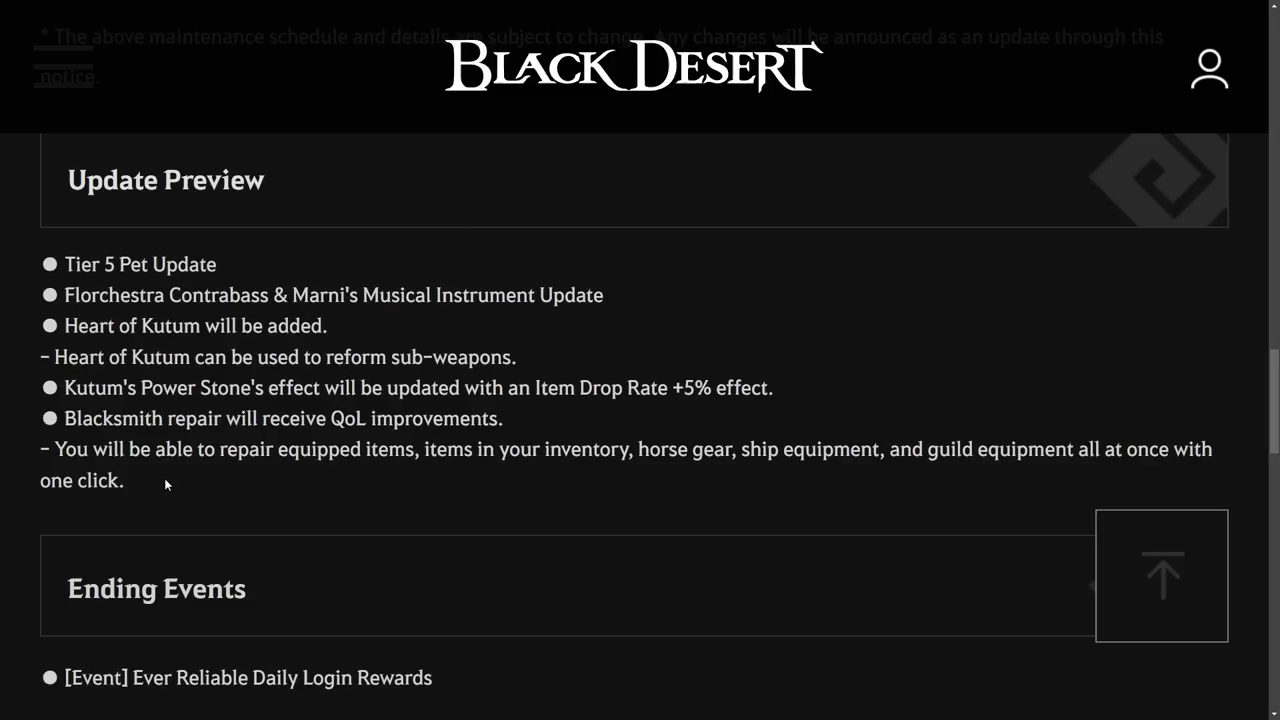 * The above maintenance schedule and details are subject to change. Any changes will be announced as an update through this
notice.
BLACK DESERT
Update Preview
● Tier 5 Pet Update
● Florchestra Contrabass & Marni's Musical Instrument Update
● Heart of Kutum will be added.
- Heart of Kutum can be used to reform sub-weapons.
● Kutum's Power Stone's effect will be updated with an Item Drop Rate +5% effect.
● Blacksmith repair will receive QoL improvements.
- You will be able to repair equipped items, items in your inventory, horse gear, ship equipment, and guild equipment all at once with
one click.
Ending Events
● [Event] Ever Reliable Daily Login Rewards